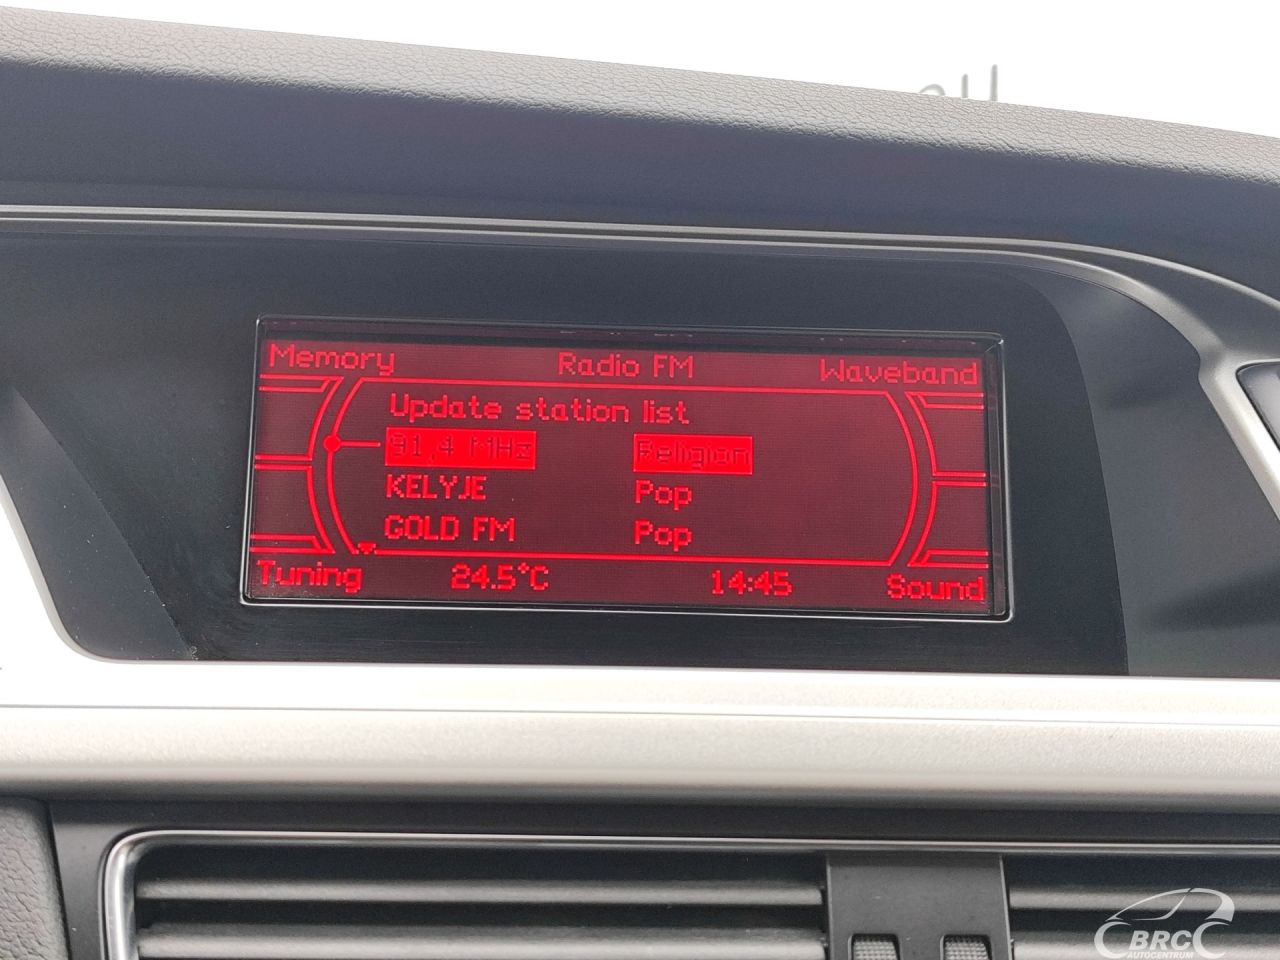 Memory Radio FM Waveband
Update station list
91,4 MHz Religion
KELYJE Pop
GOLD FM Pop
Tuning 24.5°C 14:45 Sound
BRC
AUTOCENTRUM